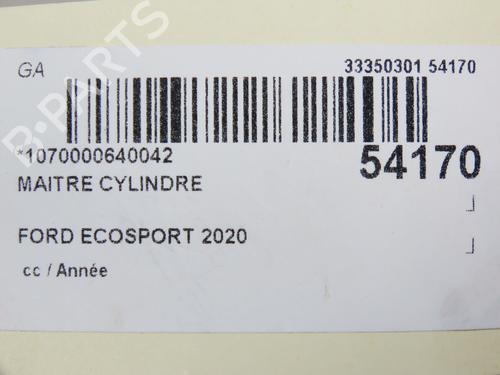 GA
33350301 54170
*1070000640042
54170
MAITRE CYLINDRE
FORD ECOSPORT 2020
cc / Année
B-PARTS